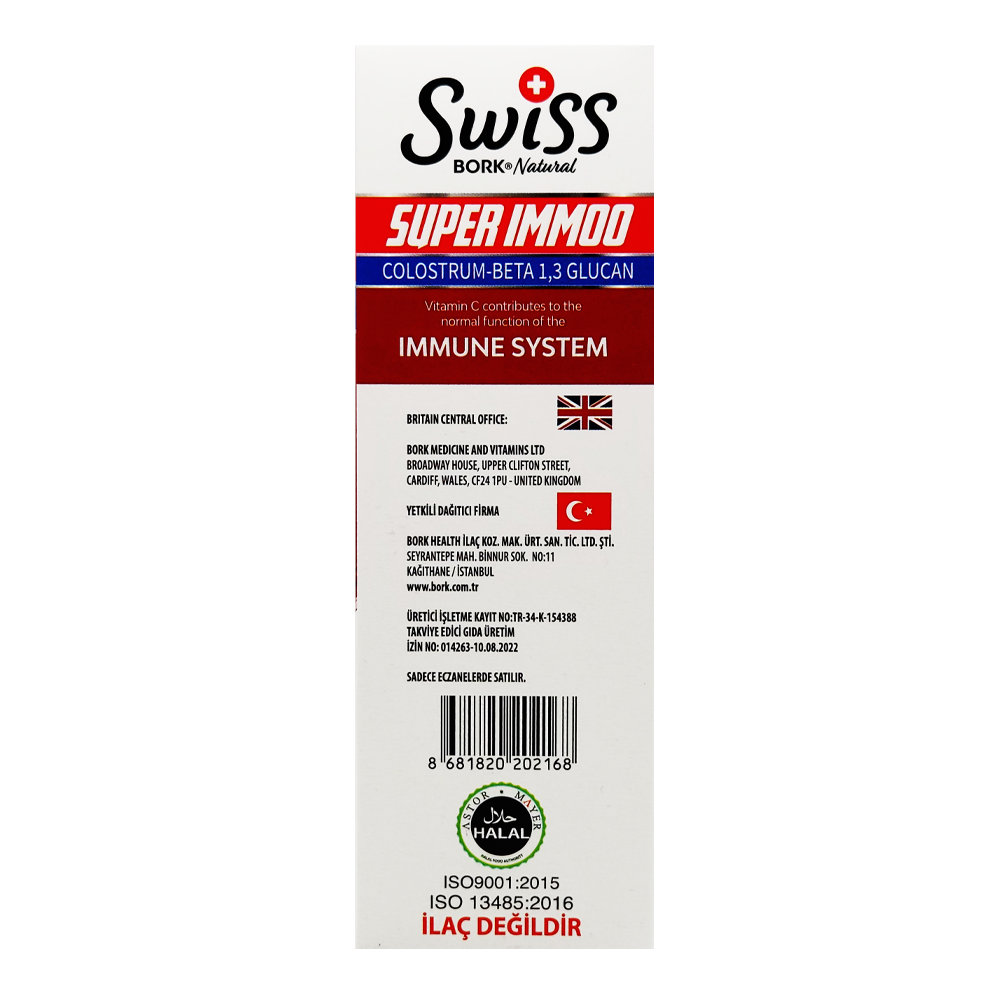 Swiss
BORK® Natural
SUPER IMMOO
COLOSTRUM-BETA 1,3 GLUCAN
Vitamin C contributes to the
normal function of the
IMMUNE SYSTEM
BRITAIN CENTRAL OFFICE:
BORK MEDICINE AND VITAMINS LTD
BROADWAY HOUSE, UPPER CLIFTON STREET,
CARDIFF, WALES, CF24 1PU - UNITED KINGDOM
YETKİLİ DAĞITICI FİRMA
BORK HEALTH İLAÇ KOZ. MAK. ÜRT. SAN. TİC. LTD. ŞTİ.
SEYRANTEPE MAH. BİNNUR SOK. NO:11
KAĞITHANE / İSTANBUL
www.bork.com.tr
ÜRETİCİ İŞLETME KAYIT NO:TR-34-K-154388
TAKVİYE EDİCİ GIDA ÜRETİM
İZİN NO: 014263-10.08.2022
SADECE ECZANELERDE SATILIR.
8 681820 202168
ASTOR • MAYER
حلال
HALAL
HALAL FOOD AUTHORITY
ISO9001:2015
ISO 13485:2016
İLAÇ DEĞİLDİR